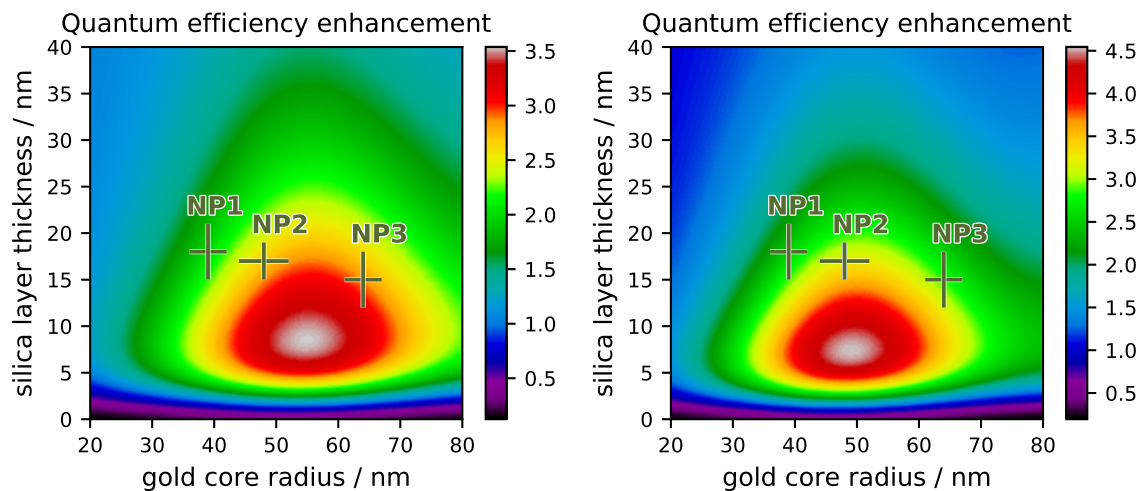 Quantum efficiency enhancement
silica layer thickness / nm
40
35
30
25
20
15
10
5
0
NP1
NP2
NP3
20 30 40 50 60 70 80
gold core radius / nm
3.5
3.0
2.5
2.0
1.5
1.0
0.5
Quantum efficiency enhancement
silica layer thickness / nm
40
35
30
25
20
15
10
5
0
NP1
NP2
NP3
20 30 40 50 60 70 80
gold core radius / nm
4.5
4.0
3.5
3.0
2.5
2.0
1.5
1.0
0.5